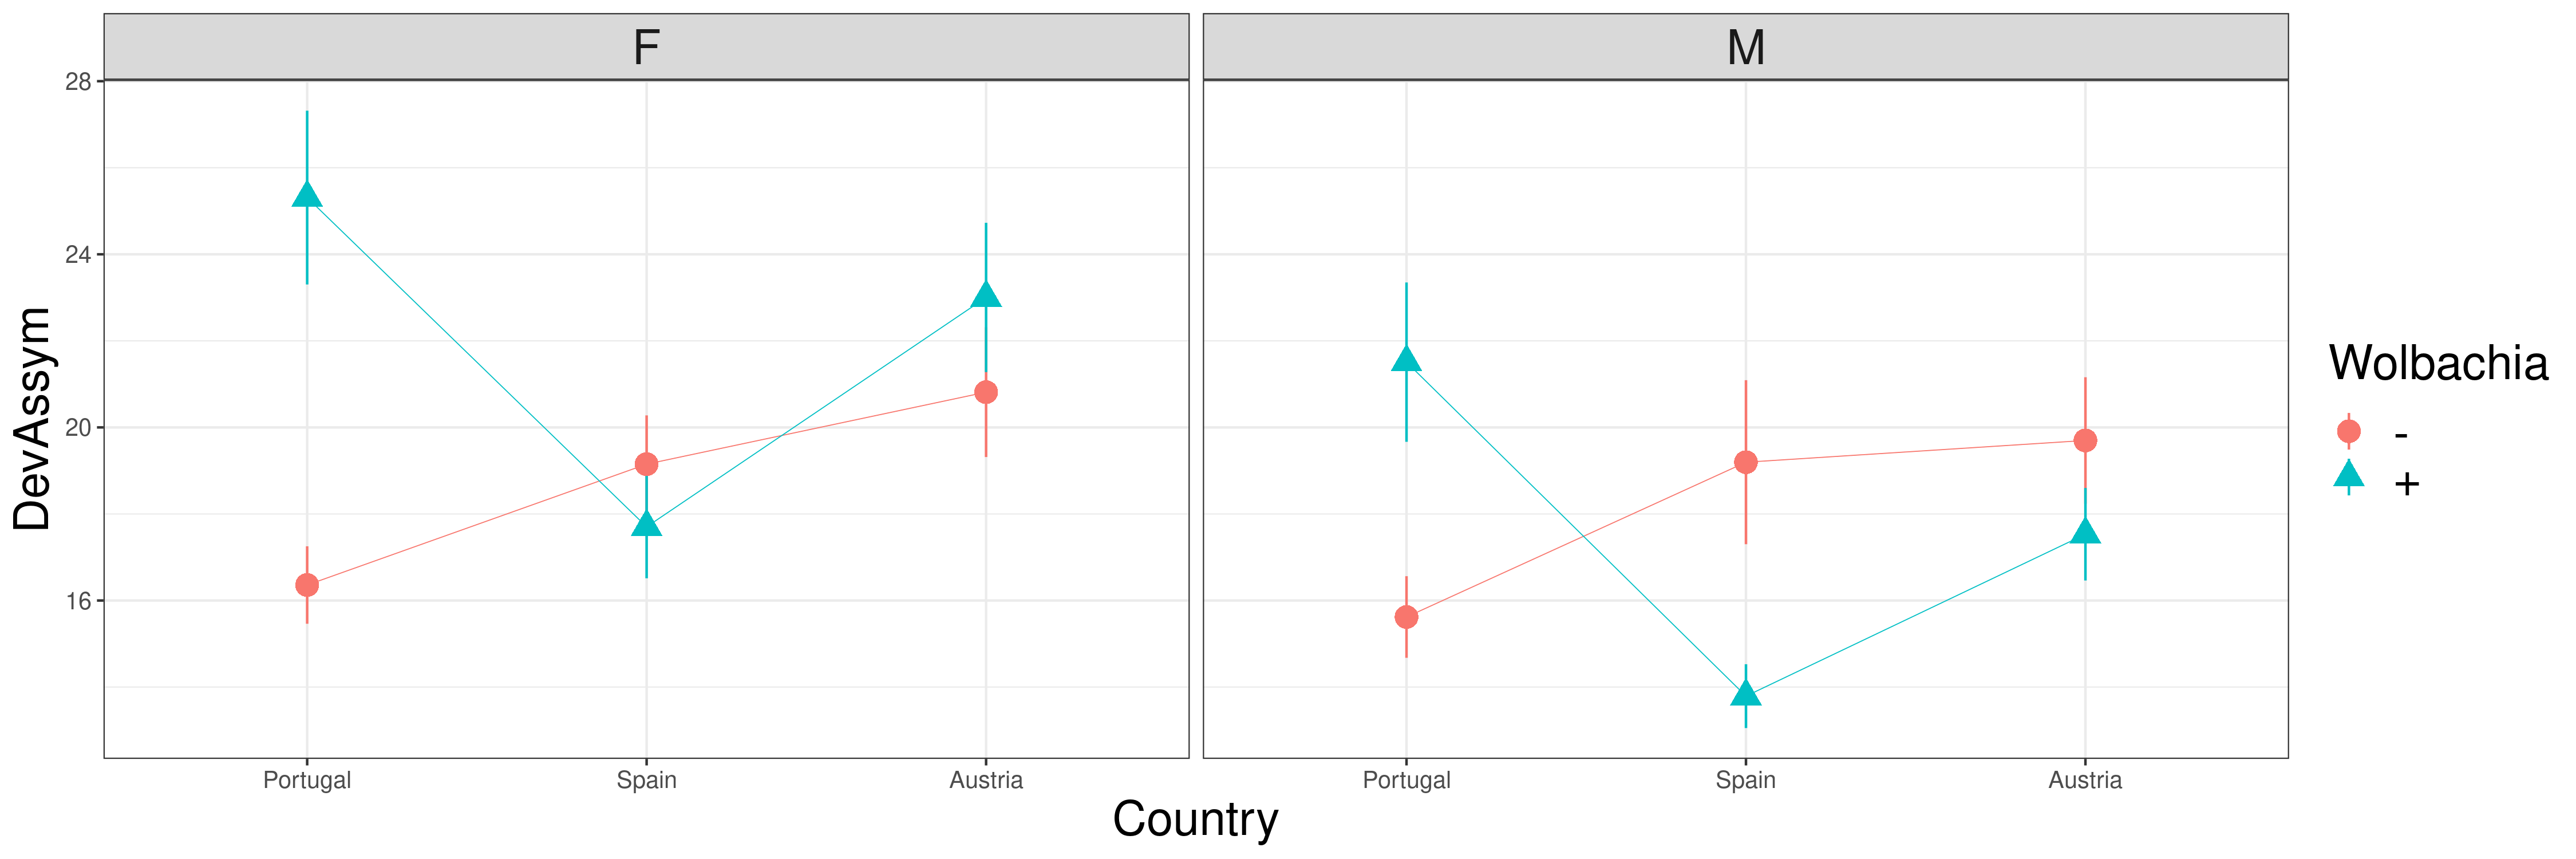 F
M
28
24
20
16
DevAssym
Portugal
Spain
Austria
Portugal
Spain
Austria
Country
Wolbachia
-
+